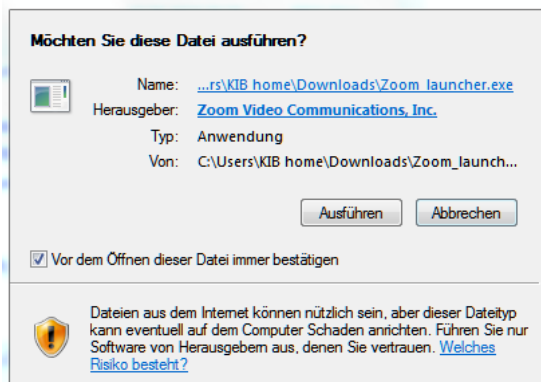 Möchten Sie diese Datei ausführen?
Name: ...rs\KIB home\Downloads\Zoom_launcher.exe
Herausgeber: Zoom Video Communications, Inc.
Typ: Anwendung
Von: C:\Users\KIB home\Downloads\Zoom_launch...
Ausführen Abbrechen
Vor dem Öffnen dieser Datei immer bestätigen
Dateien aus dem Internet können nützlich sein, aber dieser Dateityp
kann eventuell auf dem Computer Schaden anrichten. Führen Sie nur
Software von Herausgebern aus, denen Sie vertrauen. Welches
Risiko besteht?